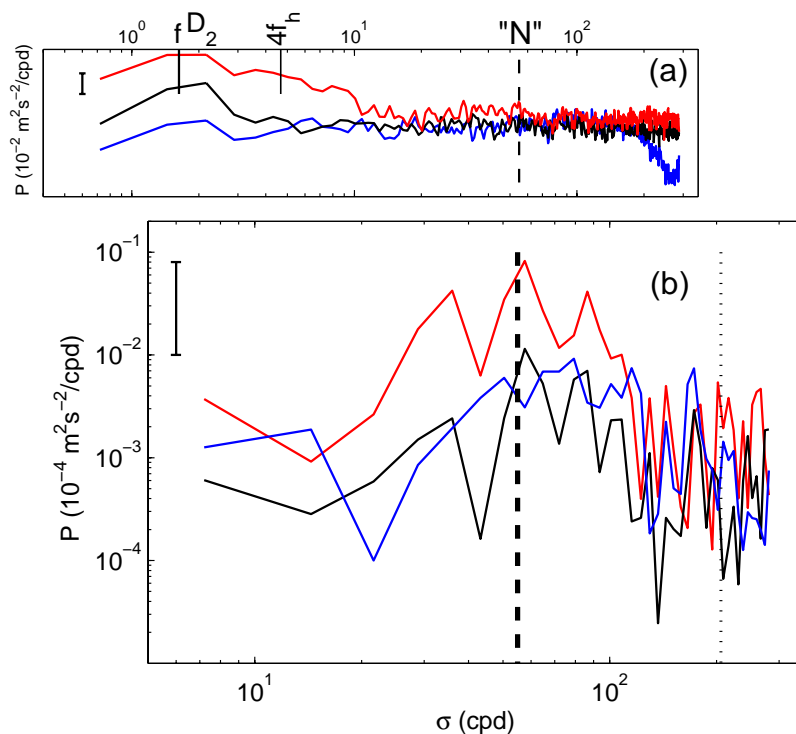 f D₂ 4fₕ "N"
10⁰ 10¹ 10²
(a)
P (10⁻² m²s⁻²/cpd)
10⁻¹
(b)
10⁻²
10⁻³
10⁻⁴
P (10⁻⁴ m²s⁻²/cpd)
10¹ 10²
σ (cpd)